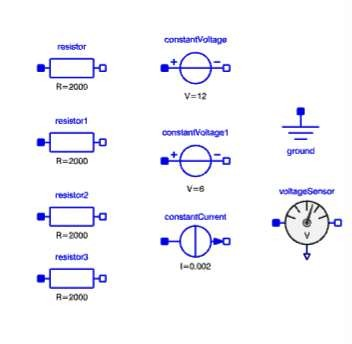 resistor
R=2000
resistor1
R=2000
resistor2
R=2000
resistor3
R=2000
constantVoltage
+ −
V=12
constantVoltage1
+ −
V=6
constantCurrent
I=0.002
ground
voltageSensor
V